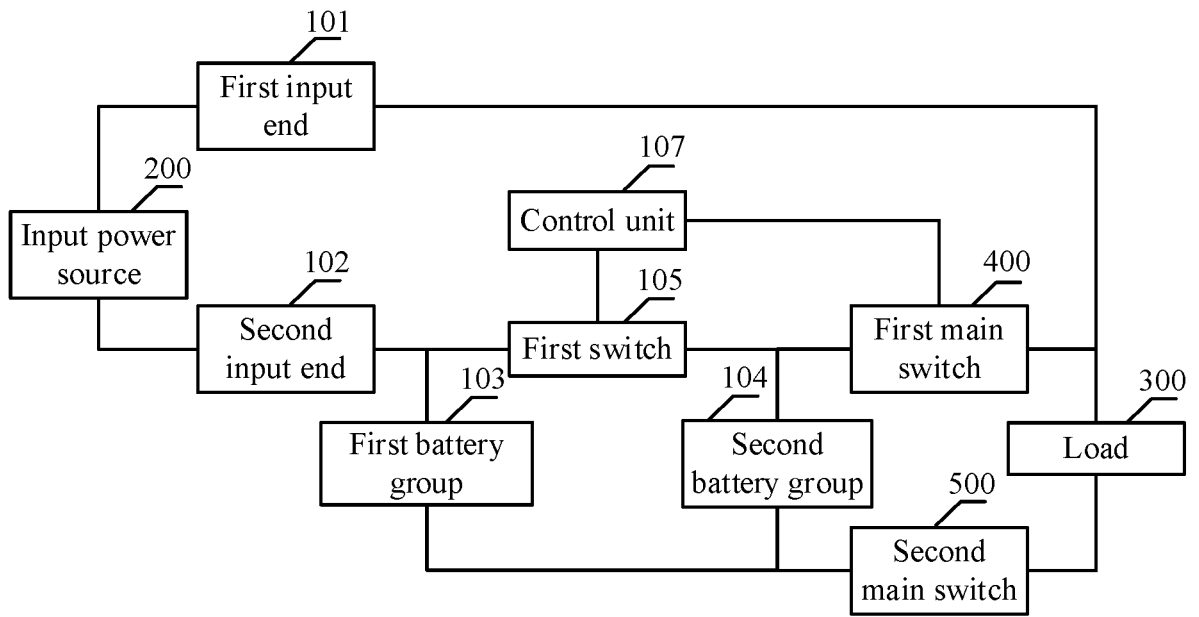 101
First input
end
107
200
Control unit
Input power
source
102
105
400
Second
input end
First switch
First main
switch
103
104
300
First battery
group
Second
battery group
Load
500
Second
main switch